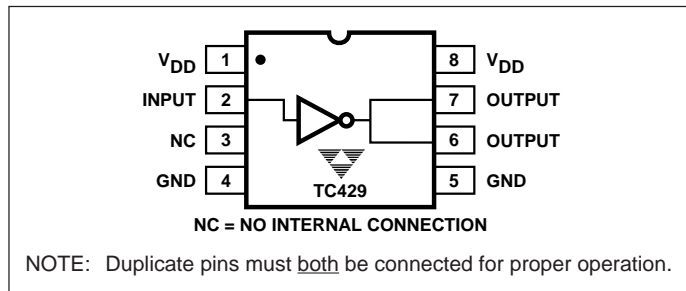 VDD 1 8 VDD
INPUT 2 7 OUTPUT
NC 3 6 OUTPUT
GND 4 5 GND
TC429
NC = NO INTERNAL CONNECTION
NOTE: Duplicate pins must both be connected for proper operation.